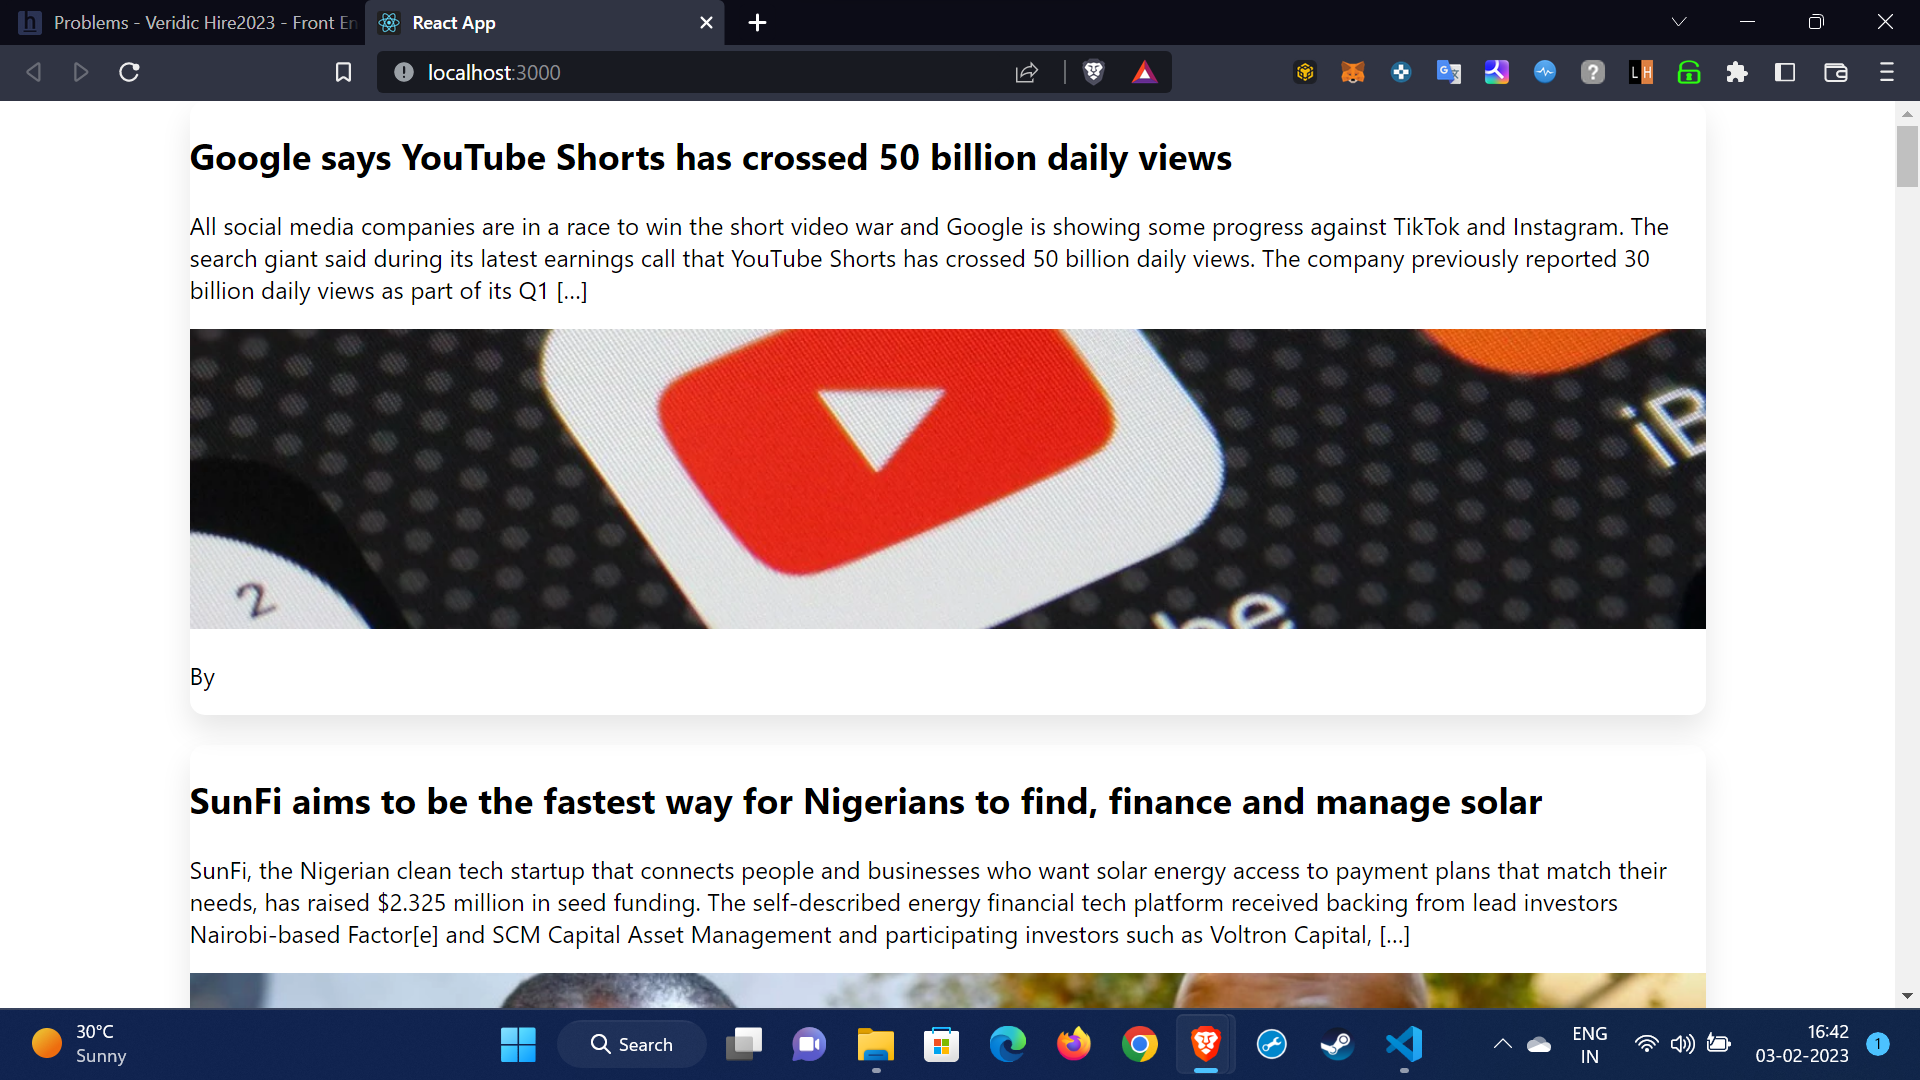 Problems - Veridic Hire2023 - Front En
React App
localhost:3000
Google says YouTube Shorts has crossed 50 billion daily views
All social media companies are in a race to win the short video war and Google is showing some progress against TikTok and Instagram. The
search giant said during its latest earnings call that YouTube Shorts has crossed 50 billion daily views. The company previously reported 30
billion daily views as part of its Q1 […]
iB
2
be
By
SunFi aims to be the fastest way for Nigerians to find, finance and manage solar
SunFi, the Nigerian clean tech startup that connects people and businesses who want solar energy access to payment plans that match their
needs, has raised $2.325 million in seed funding. The self-described energy financial tech platform received backing from lead investors
Nairobi-based Factor[e] and SCM Capital Asset Management and participating investors such as Voltron Capital, […]
30°C
Sunny
Search
ENG
IN
16:42
03-02-2023
1